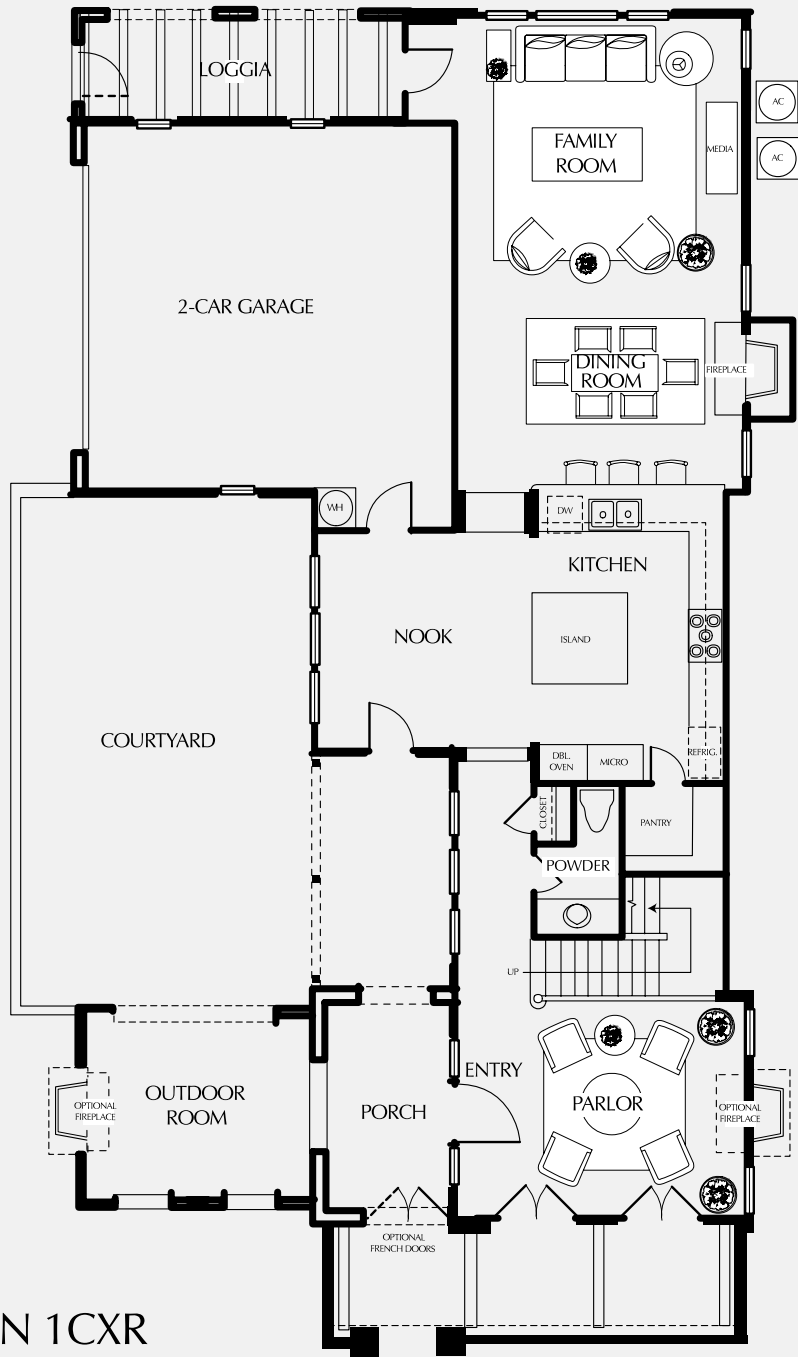 LOGGIA
FAMILY
ROOM
MEDIA
AC
AC
2-CAR GARAGE
DINING
ROOM
FIREPLACE
WH
DW
KITCHEN
NOOK
ISLAND
COURTYARD
REFRIG.
DBL.
OVEN
MICRO
CLOSET
PANTRY
POWDER
UP
ENTRY
OUTDOOR
ROOM
OPTIONAL
FIREPLACE
PORCH
PARLOR
OPTIONAL
FIREPLACE
OPTIONAL
FRENCH DOORS
N 1CXR